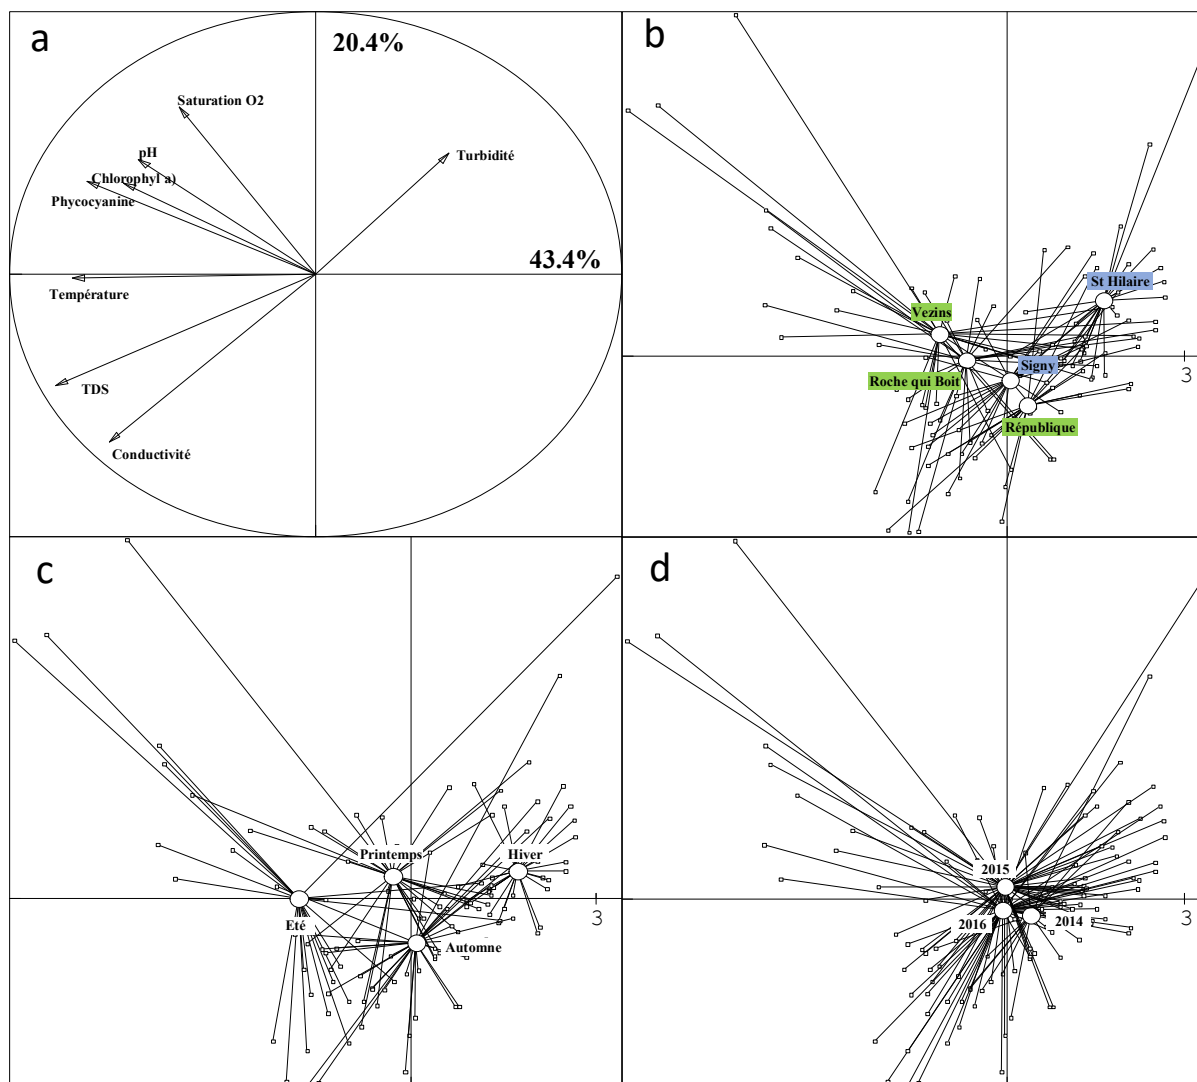 a
20.4%
Saturation O2
pH
Turbidité
Chlorophyl a)
Phycocyanine
43.4%
Température
TDS
Conductivité
b
St Hilaire
Vezins
Signy
3
Roche qui Boit
République
c
Printemps
Hiver
3
Eté
Automne
d
2015
3
2016
2014